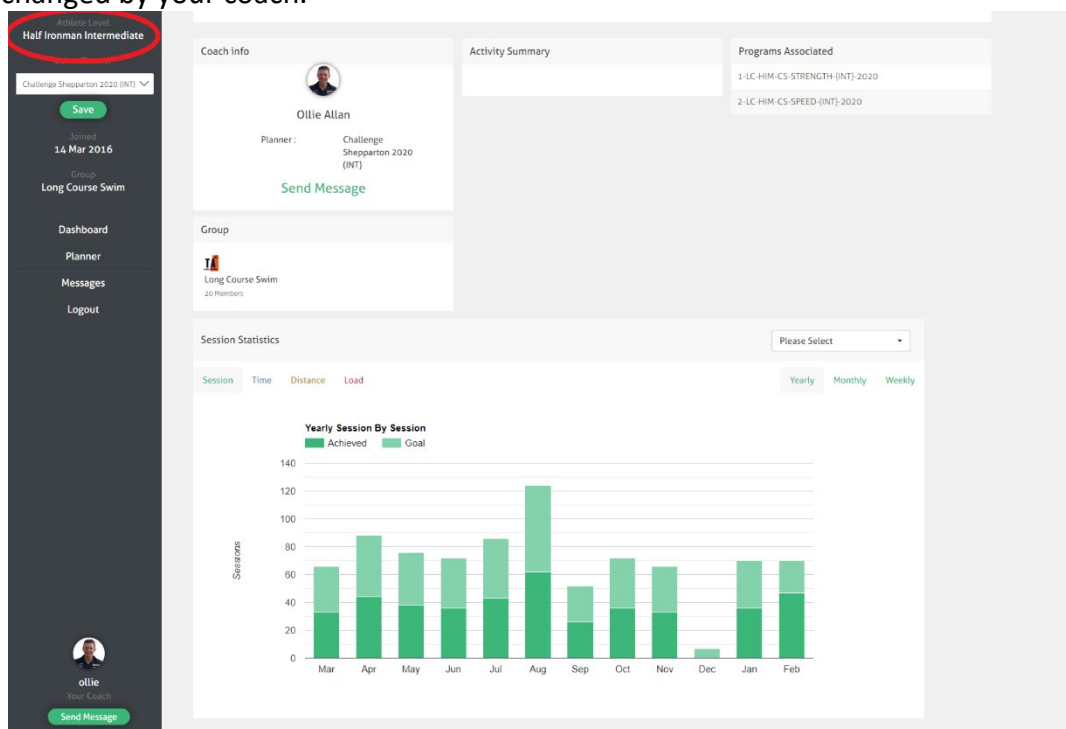 changed by your coach.
Athlete Level
Half Ironman Intermediate
Challenge Shepparton 2020 (INT)
Save
Joined
14 Mar 2016
Group
Long Course Swim
Dashboard
Planner
Messages
Logout
ollie
Your Coach
Send Message
Coach info
Ollie Allan
Planner :
Challenge
Shepparton 2020
(INT)
Send Message
Activity Summary
Programs Associated
1-LC-HIM-CS-STRENGTH-(INT)-2020
2-LC-HIM-CS-SPEED-(INT)-2020
Group
Long Course Swim
20 Members
Session Statistics
Please Select
Session Time Distance Load
Yearly Monthly Weekly
Yearly Session By Session
Achieved Goal
140
120
100
80
60
40
20
0
Sessions
Mar Apr May Jun Jul Aug Sep Oct Nov Dec Jan Feb